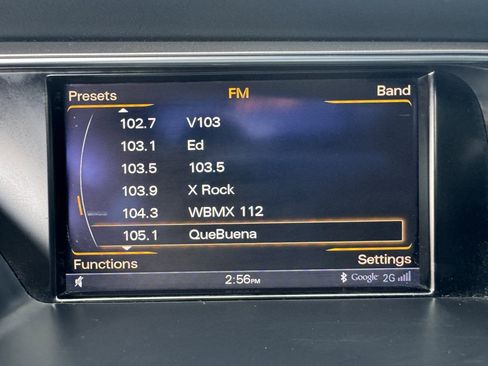 Presets FM Band
102.7 V103
103.1 Ed
103.5 103.5
103.9 X Rock
104.3 WBMX 112
105.1 QueBuena
Functions Settings
2:56PM Google 2G